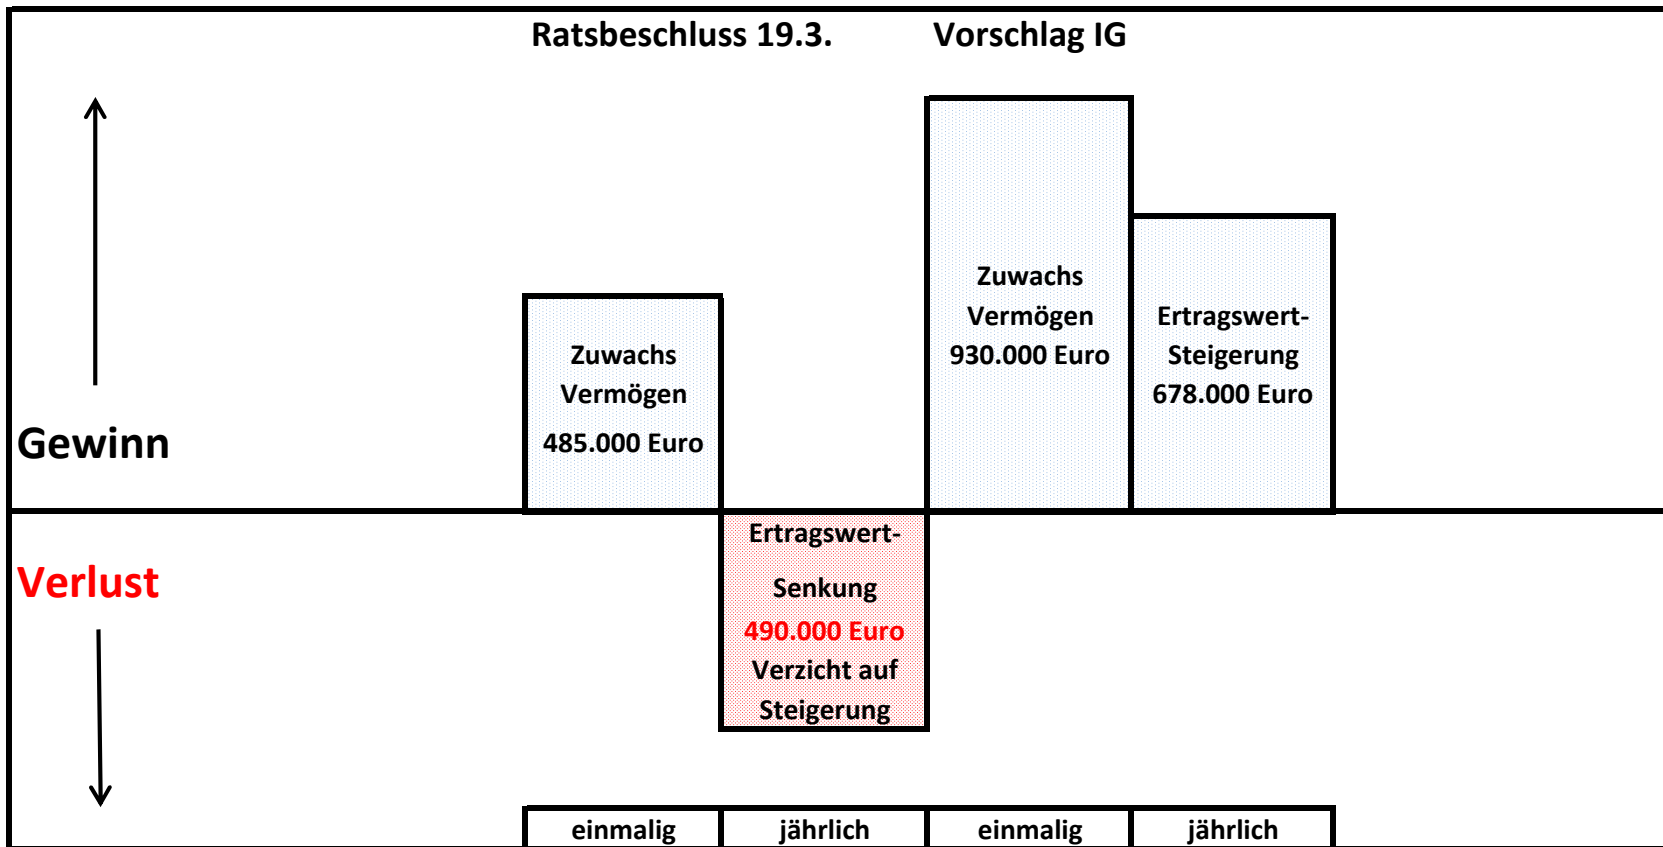 Ratsbeschluss 19.3.
Vorschlag IG
Gewinn
Verlust
Zuwachs
Vermögen
485.000 Euro
Ertragswert-
Senkung
490.000 Euro
Verzicht auf
Steigerung
Zuwachs
Vermögen
930.000 Euro
Ertragswert-
Steigerung
678.000 Euro
einmalig
jährlich
einmalig
jährlich